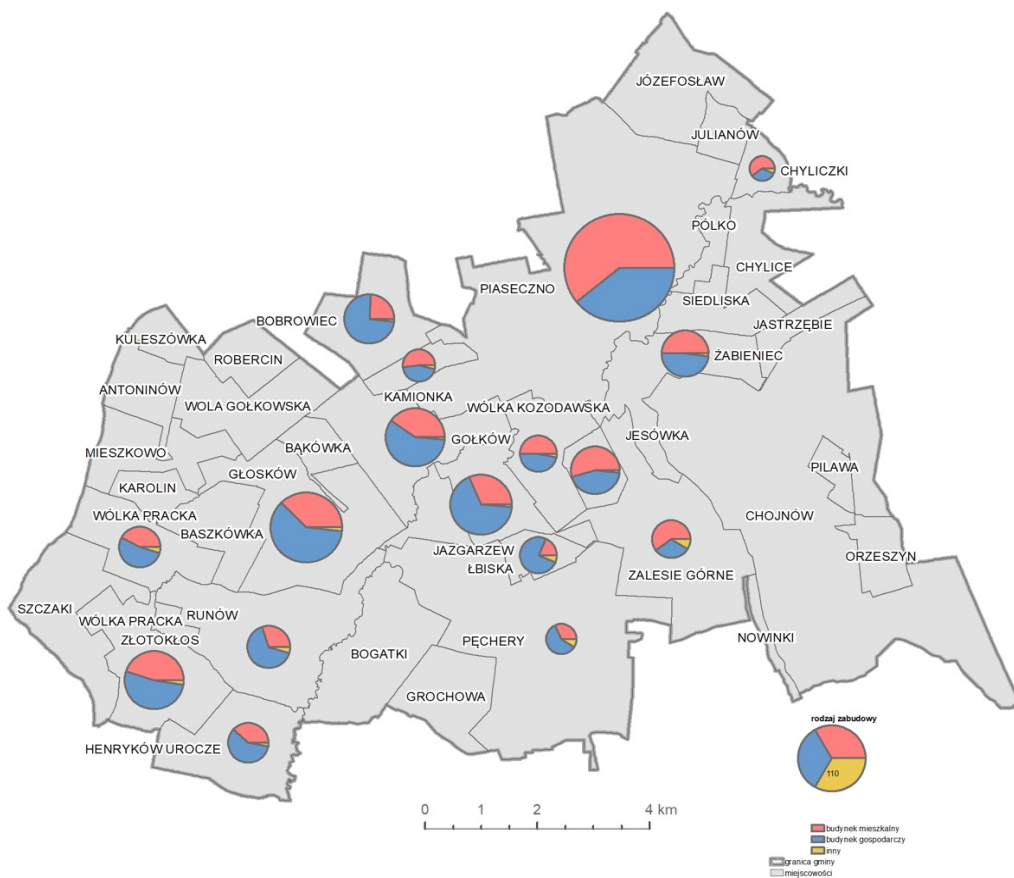 JÓZEFOSŁAW
JULIANÓW
CHYLICZKI
PÓLKO
CHYLICE
PIASECZNO
SIEDLISKA
JASTRZĘBIE
BOBROWIEC
KULESZÓWKA
ŻABIENIEC
ROBERCIN
ANTONINÓW
KAMIONKA
WOLA GOŁKOWSKA
WÓLKA KOZODAWSKA
GOŁKÓW
JESÓWKA
BĄKÓWKA
MIESZKOWO
PILAWA
GŁOSKÓW
KAROLIN
WÓLKA PRACKA
CHOJNÓW
BASZKÓWKA
JAZGARZEW
ORZESZYN
ŁBISKA
ZALESIE GÓRNE
SZCZAKI
RUNÓW
WÓLKA PRACKA
ZŁOTOKŁOS
PĘCHERY
NOWINKI
BOGATKI
GROCHOWA
HENRYKÓW UROCZE
rodzaj zabudowy
110
0 1 2 4 km
budynek mieszkalny
budynek gospodarczy
inny
granica gminy
miejscowości